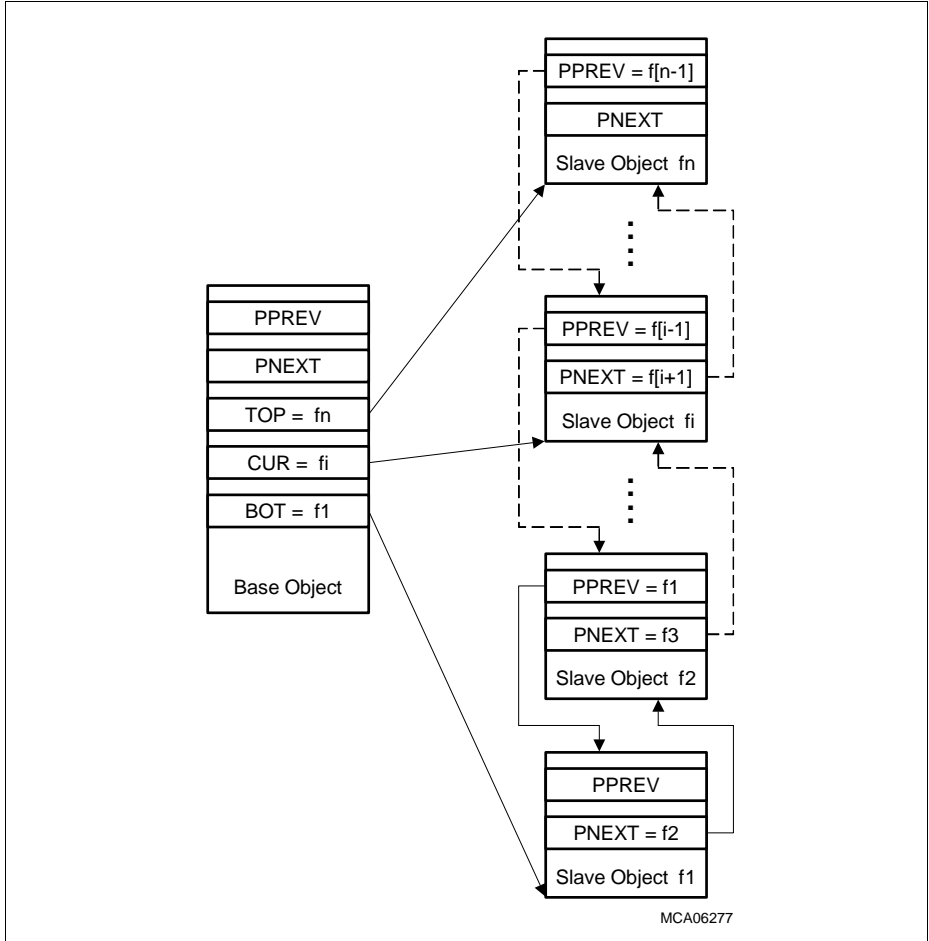 PPREV = f[n-1]
PNEXT
Slave Object fn
PPREV
PNEXT
TOP = fn
CUR = fi
BOT = f1
Base Object
PPREV = f[i-1]
PNEXT = f[i+1]
Slave Object fi
PPREV = f1
PNEXT = f3
Slave Object f2
PPREV
PNEXT = f2
Slave Object f1
MCA06277